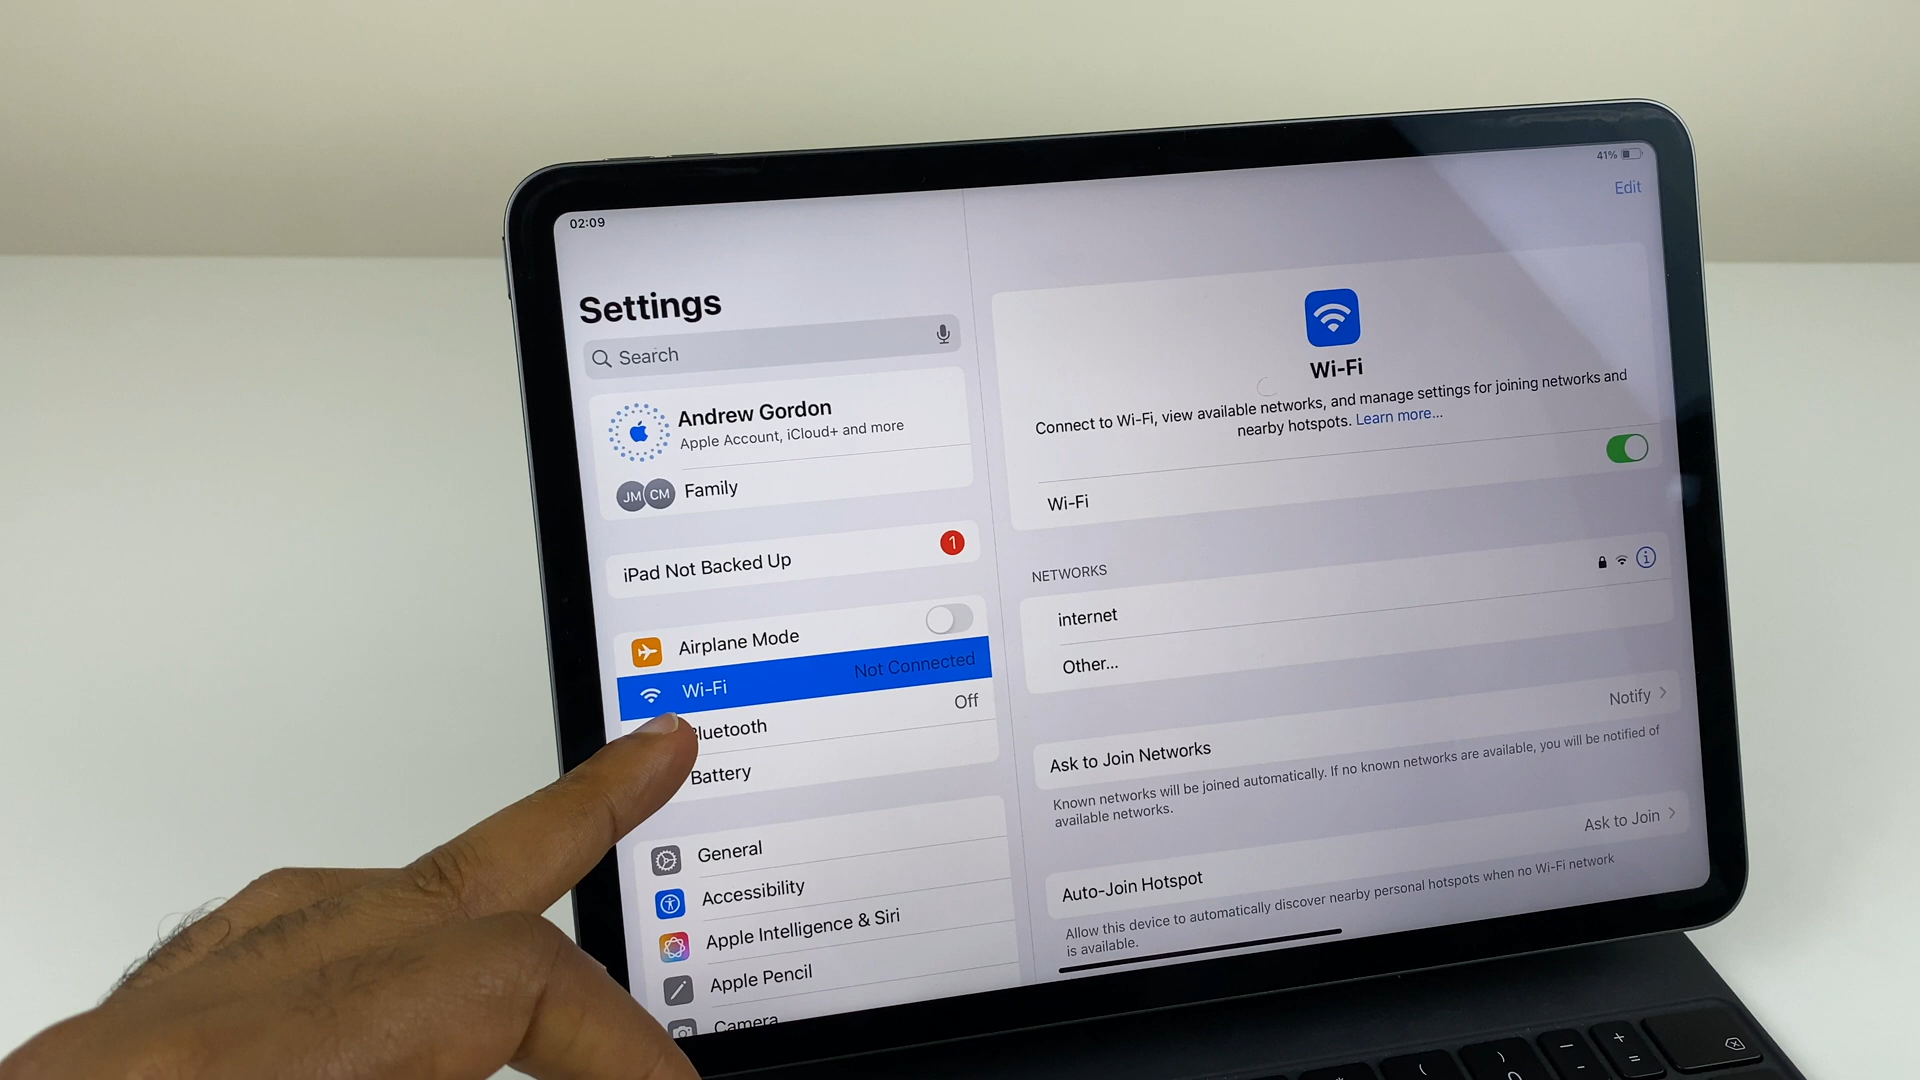 02:09
41%
Edit
Settings
Search
Andrew Gordon
Apple Account, iCloud+ and more
JM CM Family
iPad Not Backed Up 1
Airplane Mode
Wi-Fi Not Connected
Bluetooth Off
Battery
General
Accessibility
Apple Intelligence & Siri
Apple Pencil
Camera
Wi-Fi
Connect to Wi-Fi, view available networks, and manage settings for joining networks and
nearby hotspots. Learn more...
Wi-Fi
NETWORKS
internet
Other...
Ask to Join Networks Notify
Known networks will be joined automatically. If no known networks are available, you will be notified of
available networks.
Auto-Join Hotspot Ask to Join
Allow this device to automatically discover nearby personal hotspots when no Wi-Fi network
is available.